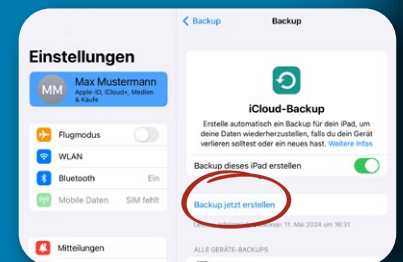 Einstellungen
MM
Max Mustermann
Apple-ID, iCloud+, Medien
& Käufe
Flugmodus
WLAN
Bluetooth
Ein
Mobile Daten
SIM fehlt
Mitteilungen
Backup
Backup
iCloud-Backup
Erstelle automatisch ein Backup für dein iPad, um
deine Daten wiederherzustellen, falls du dein Gerät
verlieren solltest oder ein neues hast. Weitere Infos
Backup dieses iPad erstellen
Backup jetzt erstellen
Backup: 11. Mai 2024 um 16:31
ALLE GERÄTE-BACKUPS